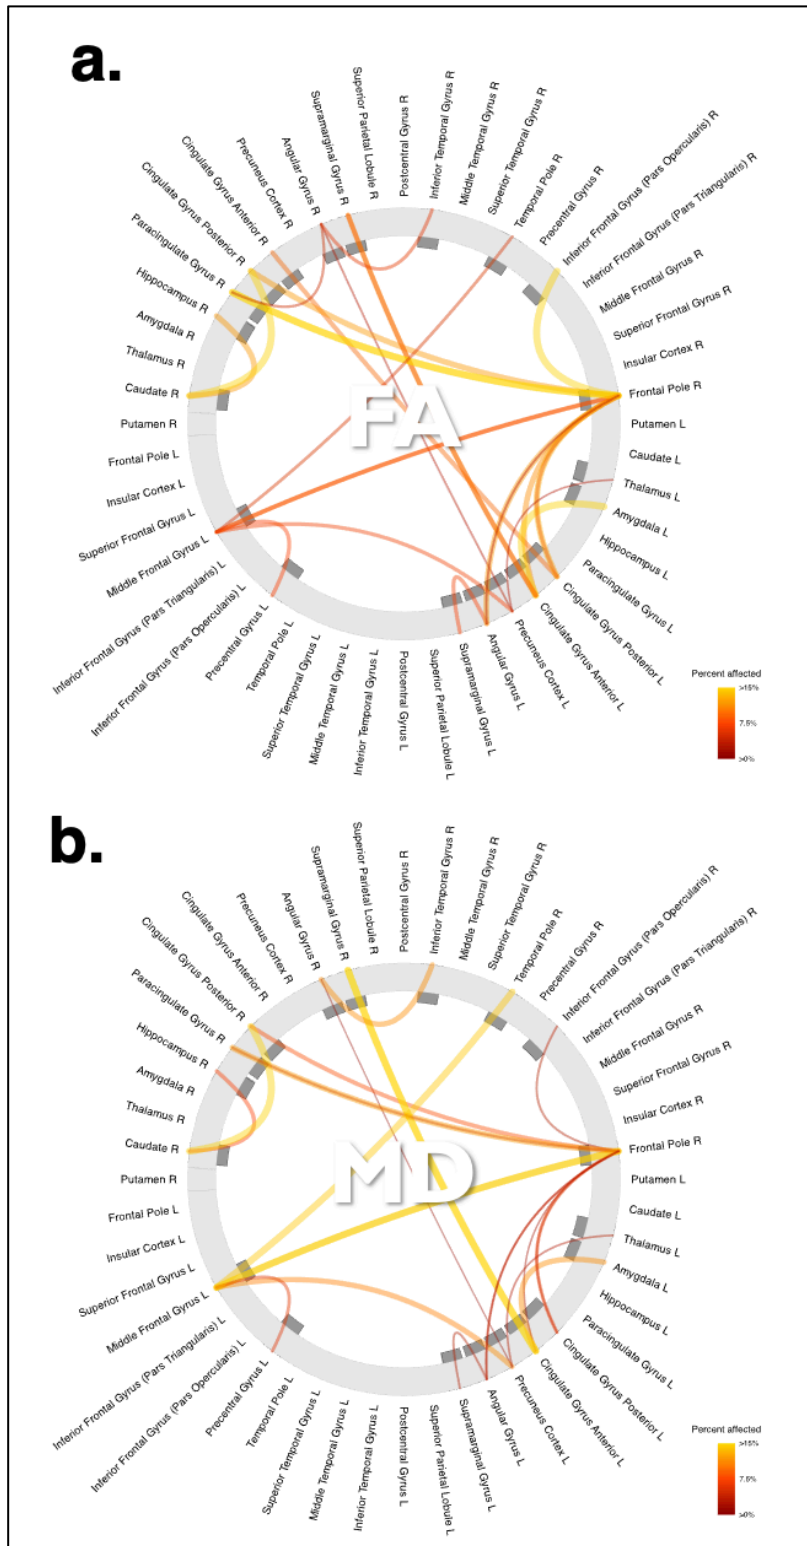 a.
Superior Parietal Lobule R
Postcentral Gyrus R
Inferior Temporal Gyrus R
Middle Temporal Gyrus R
Superior Temporal Gyrus R
Temporal Pole R
Precentral Gyrus R
Inferior Frontal Gyrus (Pars Opercularis) R
Inferior Frontal Gyrus (Pars Triangularis) R
Middle Frontal Gyrus R
Superior Frontal Gyrus R
Insular Cortex R
Frontal Pole R
Putamen L
Caudate L
Thalamus L
Amygdala L
Hippocampus L
Paracingulate Gyrus L
Cingulate Gyrus Posterior L
Cingulate Gyrus Anterior L
Precuneus Cortex L
Angular Gyrus L
Supramarginal Gyrus L
Superior Parietal Lobule L
Postcentral Gyrus L
Inferior Temporal Gyrus L
Middle Temporal Gyrus L
Superior Temporal Gyrus L
Temporal Pole L
Precentral Gyrus L
Inferior Frontal Gyrus (Pars Opercularis) L
Inferior Frontal Gyrus (Pars Triangularis) L
Middle Frontal Gyrus L
Superior Frontal Gyrus L
Insular Cortex L
Frontal Pole L
Putamen R
Caudate R
Thalamus R
Amygdala R
Hippocampus R
Paracingulate Gyrus R
Cingulate Gyrus Posterior R
Cingulate Gyrus Anterior R
Precuneus Cortex R
Angular Gyrus R
Supramarginal Gyrus R
FA
Percent affected
>15%
7.5%
>0%
b.
Superior Parietal Lobule R
Postcentral Gyrus R
Inferior Temporal Gyrus R
Middle Temporal Gyrus R
Superior Temporal Gyrus R
Temporal Pole R
Precentral Gyrus R
Inferior Frontal Gyrus (Pars Opercularis) R
Inferior Frontal Gyrus (Pars Triangularis) R
Middle Frontal Gyrus R
Superior Frontal Gyrus R
Insular Cortex R
Frontal Pole R
Putamen L
Caudate L
Thalamus L
Amygdala L
Hippocampus L
Paracingulate Gyrus L
Cingulate Gyrus Posterior L
Cingulate Gyrus Anterior L
Precuneus Cortex L
Angular Gyrus L
Supramarginal Gyrus L
Superior Parietal Lobule L
Postcentral Gyrus L
Inferior Temporal Gyrus L
Middle Temporal Gyrus L
Superior Temporal Gyrus L
Temporal Pole L
Precentral Gyrus L
Inferior Frontal Gyrus (Pars Opercularis) L
Inferior Frontal Gyrus (Pars Triangularis) L
Middle Frontal Gyrus L
Superior Frontal Gyrus L
Insular Cortex L
Frontal Pole L
Putamen R
Caudate R
Thalamus R
Amygdala R
Hippocampus R
Paracingulate Gyrus R
Cingulate Gyrus Posterior R
Cingulate Gyrus Anterior R
Precuneus Cortex R
Angular Gyrus R
Supramarginal Gyrus R
MD
Percent affected
>15%
7.5%
>0%